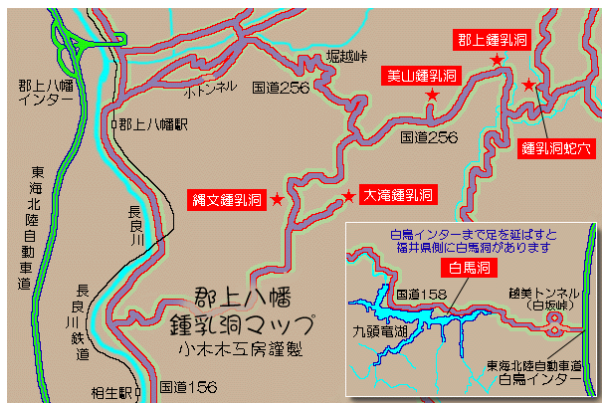 郡上八幡
インター
東海北陸自動車道
郡上八幡駅
長良川
長良川鉄道
相生駅
国道156
小トンネル
国道256
堀越峠
美山鍾乳洞
郡上鍾乳洞
国道256
鍾乳洞蛇穴
縄文鍾乳洞
大滝鍾乳洞
郡上八幡
鍾乳洞マップ
小木木工房謹製
白鳥インターまで足を延ばすと
福井県側に白馬洞があります
白馬洞
国道158
九頭竜湖
越美トンネル
(白坂峠)
東海北陸自動車道
白鳥インター